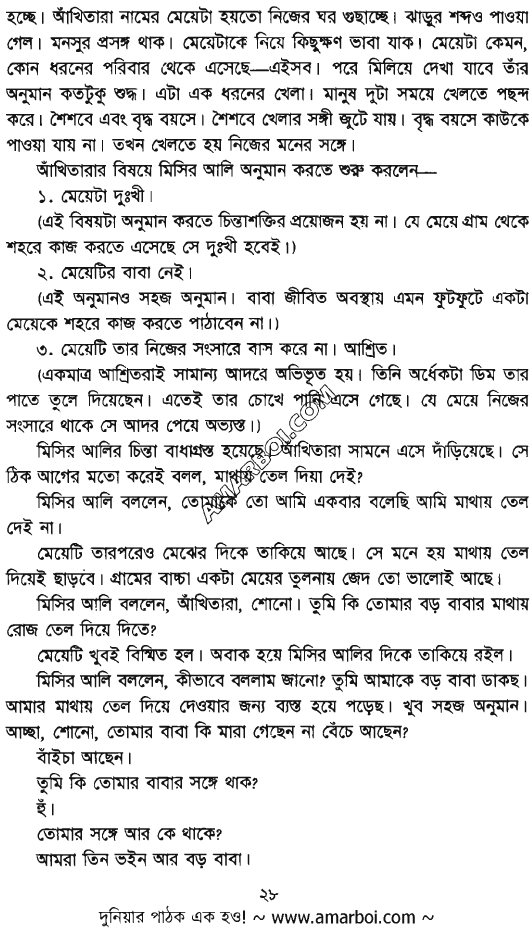 হচ্ছে। আঁখিতারা নামের মেয়েটা হয়তো নিজের ঘর গুছাচ্ছে। ঝাড়ুর শব্দও পাওয়া
গেল। মনসুর প্রসঙ্গ থাক। মেয়েটাকে নিয়ে কিছুক্ষণ ভাবা যাক। মেয়েটা কেমন,
কোন ধরনের পরিবার থেকে এসেছে—এইসব। পরে মিলিয়ে দেখা যাবে তাঁর
অনুমান কতটুকু শুদ্ধ। এটা এক ধরনের খেলা। মানুষ দুটা সময়ে খেলতে পছন্দ
করে। শৈশবে এবং বৃদ্ধ বয়সে। শৈশবে খেলার সঙ্গী জুটে যায়। বৃদ্ধ বয়সে কাউকে
পাওয়া যায় না। তখন খেলতে হয় নিজের মনের সঙ্গে।
আঁখিতারার বিষয়ে মিসির আলি অনুমান করতে শুরু করলেন—
১. মেয়েটা দুঃখী।
(এই বিষয়টা অনুমান করতে চিন্তাশক্তির প্রয়োজন হয় না। যে মেয়ে গ্রাম থেকে
শহরে কাজ করতে এসেছে সে দুঃখী হবেই।)
২. মেয়েটির বাবা নেই।
(এই অনুমানও সহজ অনুমান। বাবা জীবিত অবস্থায় এমন ফুটফুটে একটা
মেয়েকে শহরে কাজ করতে পাঠাবেন না।)
৩. মেয়েটি তার নিজের সংসারে বাস করে না। আশ্রিত।
(একমাত্র আশ্রিতরাই সামান্য আদরে অভিভূত হয়। তিনি অর্ধেকটা ডিম তার
পাতে তুলে দিয়েছেন। এতেই তার চোখে পানি এসে গেছে। যে মেয়ে নিজের
সংসারে থাকে সে আদর পেয়ে অভ্যস্ত।)
মিসির আলির চিন্তা বাধাগ্রস্ত হয়েছে। আঁখিতারা সামনে এসে দাঁড়িয়েছে। সে
ঠিক আগের মতো করেই বলল, মাথায় তেল দিয়া দেই?
মিসির আলি বললেন, তোমাকে তো আমি একবার বলেছি আমি মাথায় তেল
দেই না।
মেয়েটি তারপরেও মেঝের দিকে তাকিয়ে আছে। সে মনে হয় মাথায় তেল
দিয়েই ছাড়বে। গ্রামের বাচ্চা একটা মেয়ের তুলনায় জেদ তো ভালোই আছে।
মিসির আলি বললেন, আঁখিতারা, শোনো। তুমি কি তোমার বড় বাবার মাথায়
রোজ তেল দিয়ে দিতে?
মেয়েটি খুবই বিস্মিত হল। অবাক হয়ে মিসির আলির দিকে তাকিয়ে রইল।
মিসির আলি বললেন, কীভাবে বললাম জানো? তুমি আমাকে বড় বাবা ডাকছ।
আমার মাথায় তেল দিয়ে দেওয়ার জন্য ব্যস্ত হয়ে পড়েছ। খুব সহজ অনুমান।
আচ্ছা, শোনো, তোমার বাবা কি মারা গেছেন না বেঁচে আছেন?
বাঁইচা আছেন।
তুমি কি তোমার বাবার সঙ্গে থাক?
হুঁ।
তোমার সঙ্গে আর কে থাকে?
আমরা তিন ভইন আর বড় বাবা।
২৮
দুনিয়ার পাঠক এক হও! ~ www.amarboi.com ~
AMARBOI.COM